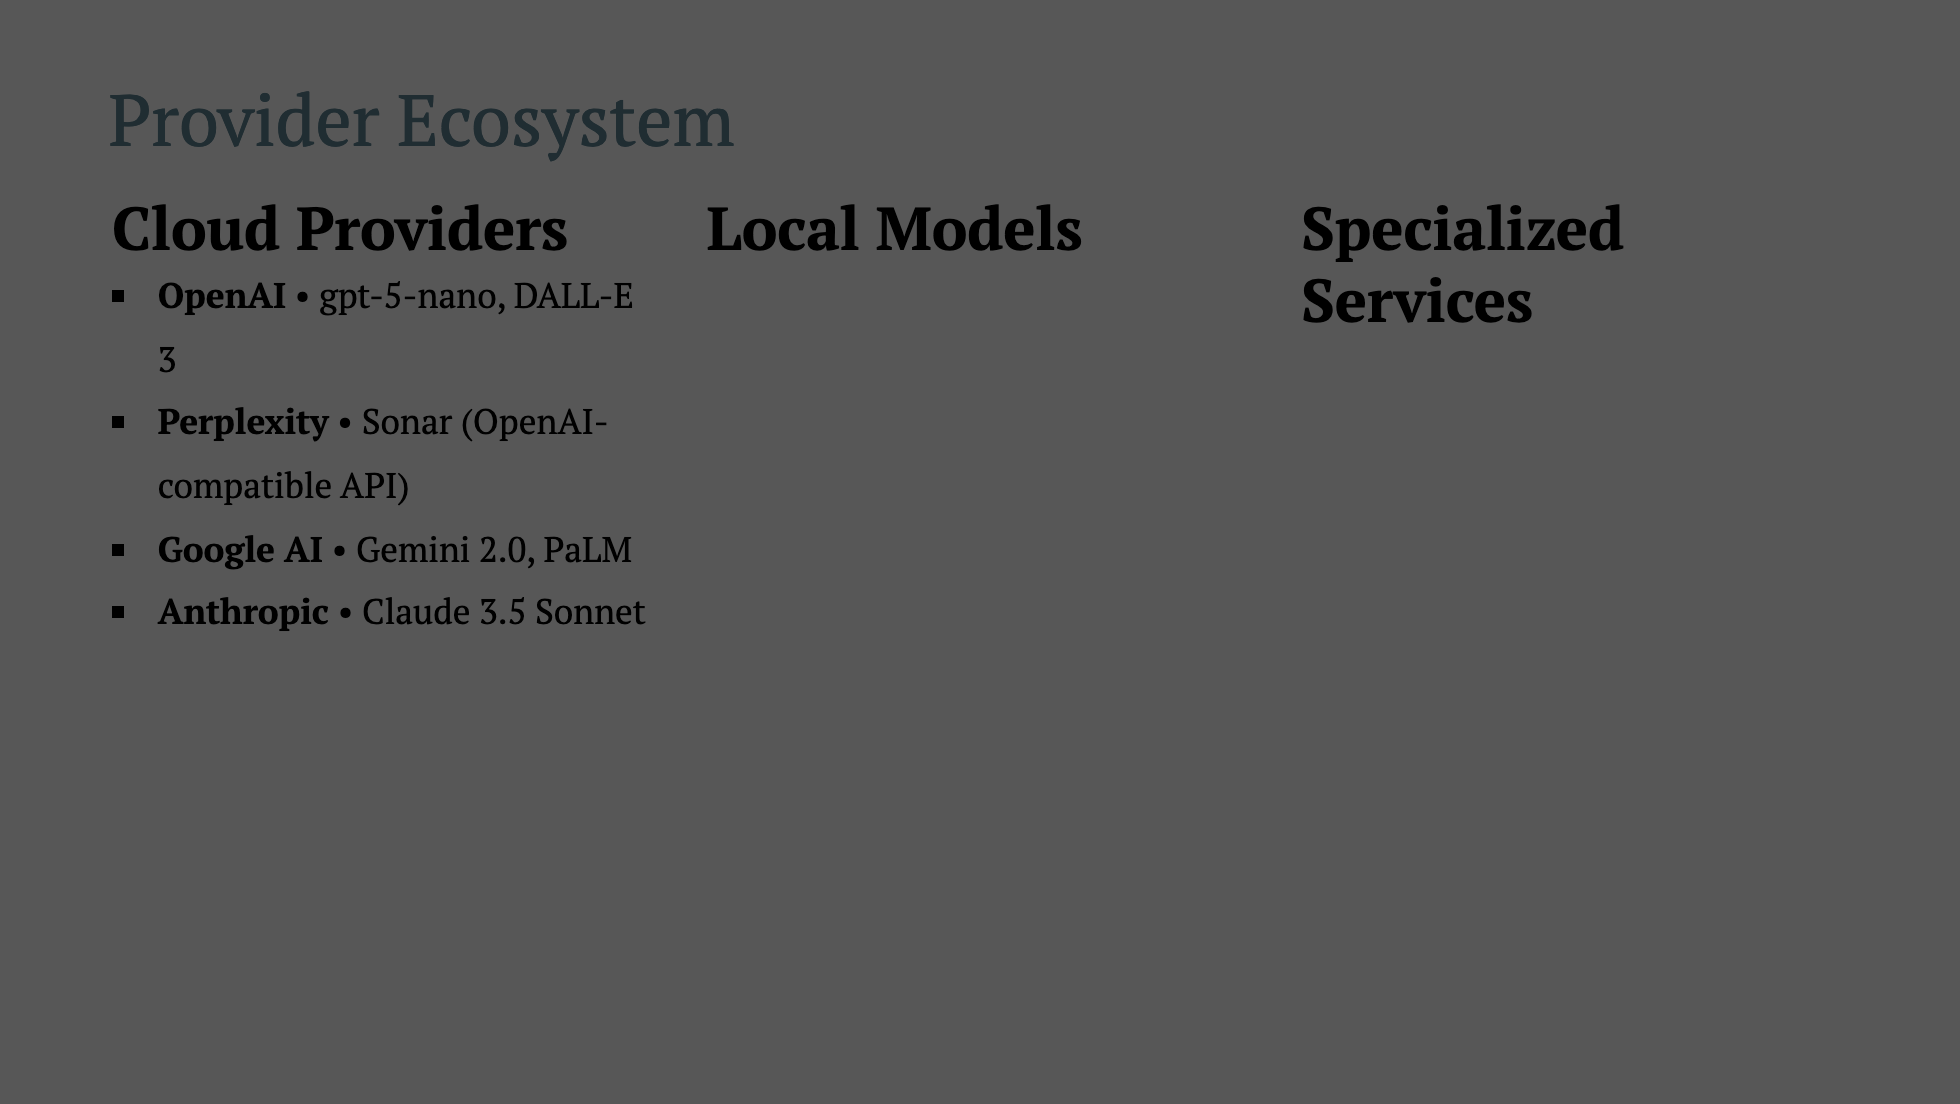 Provider Ecosystem
Cloud Providers
▪ OpenAI • gpt-5-nano, DALL-E
3
▪ Perplexity • Sonar (OpenAI-
compatible API)
▪ Google AI • Gemini 2.0, PaLM
▪ Anthropic • Claude 3.5 Sonnet
Local Models
Specialized
Services